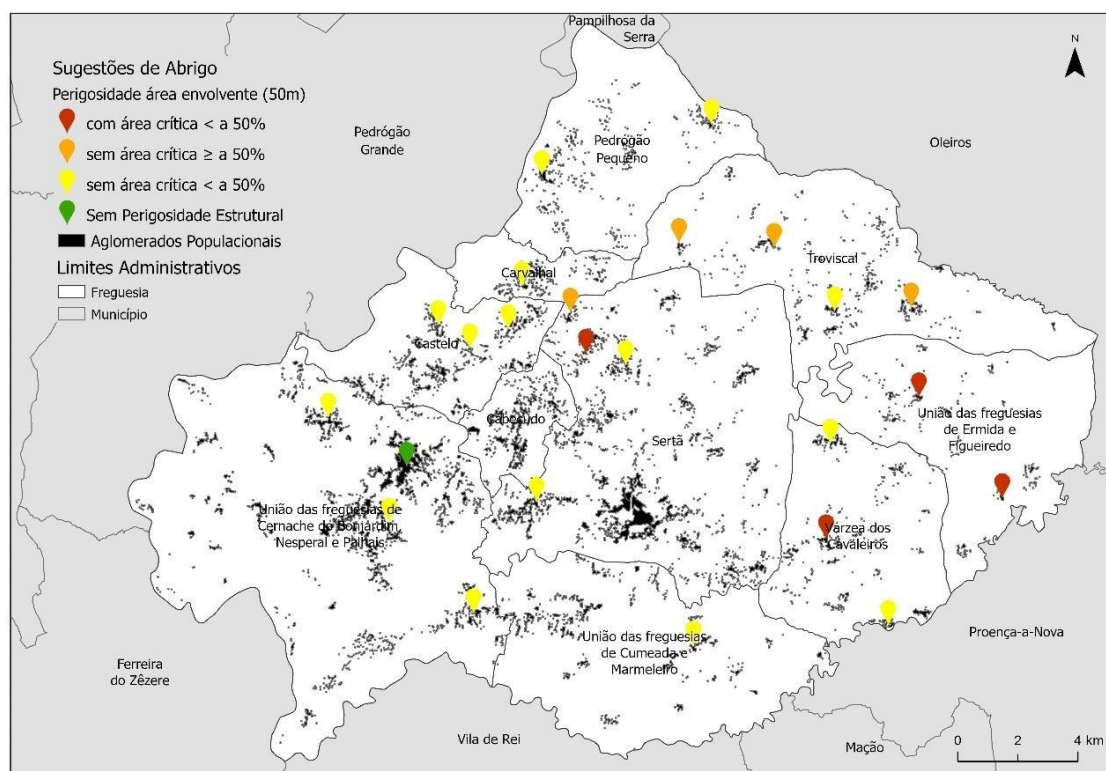 Pampilhosa da
Serra
N
Sugestões de Abrigo
Perigosidade área envolvente (50m)
com área crítica < a 50%
sem área crítica ≥ a 50%
sem área crítica < a 50%
Sem Perigosidade Estrutural
Aglomerados Populacionais
Limites Administrativos
Freguesia
Município
Pedrógão
Grande
Pedrógão
Pequeno
Oleiros
Carvalhal
Troviscal
Castelo
Cabeçudo
Sertã
União das freguesias
de Ermida e
Figueiredo
União das freguesias de
Cernache do Bonjardim,
Nesperal e Palhais
Várzea dos
Cavaleiros
União das freguesias
de Cumeada e
Marmeleiro
Proença-a-Nova
Ferreira
do Zêzere
Vila de Rei
Mação
0 2 4 km